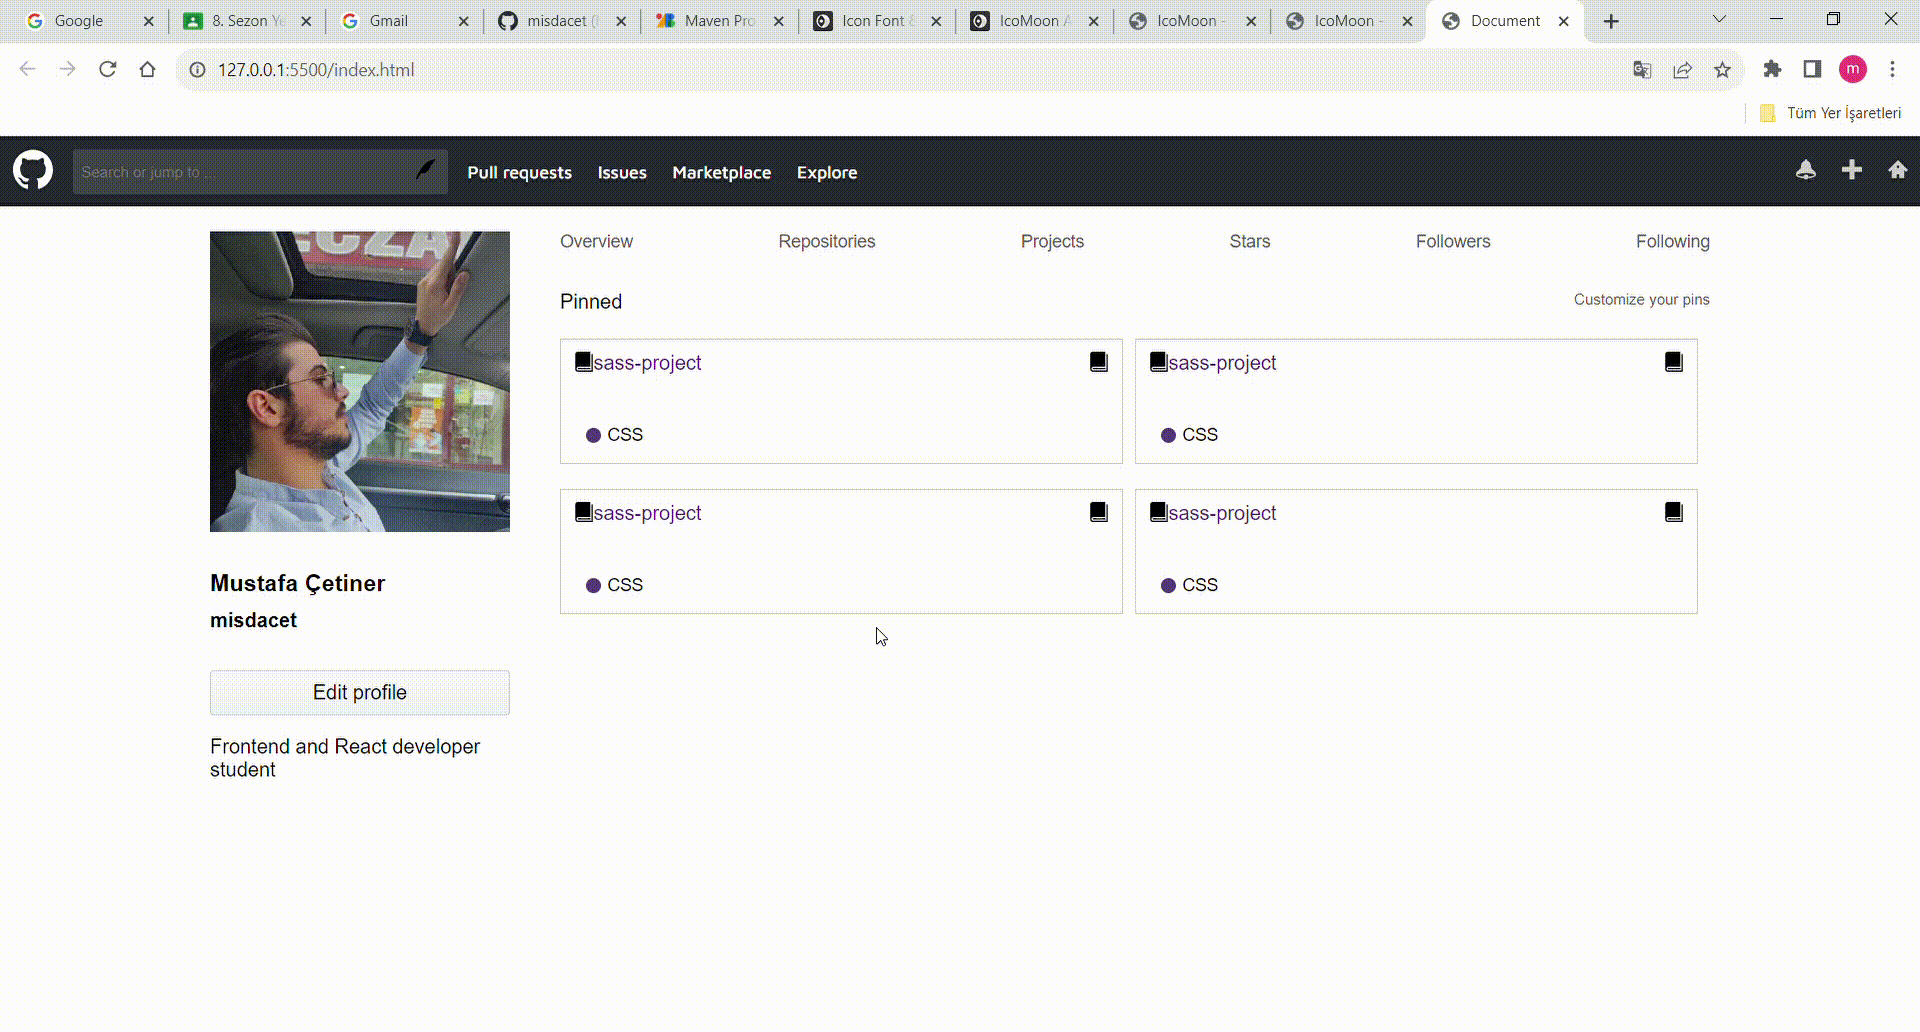 Google
8. Sezon Ye
Gmail
misdacet (
Maven Pro
Icon Font &
IcoMoon A
IcoMoon -
IcoMoon -
Document
127.0.0.1:5500/index.html
m
Tüm Yer İşaretleri
Search or jump to ...
Pull requests
Issues
Marketplace
Explore
ECZA
Overview
Repositories
Projects
Stars
Followers
Following
Pinned
Customize your pins
sass-project
sass-project
CSS
CSS
sass-project
sass-project
CSS
CSS
Mustafa Çetiner
misdacet
Edit profile
Frontend and React developer
student